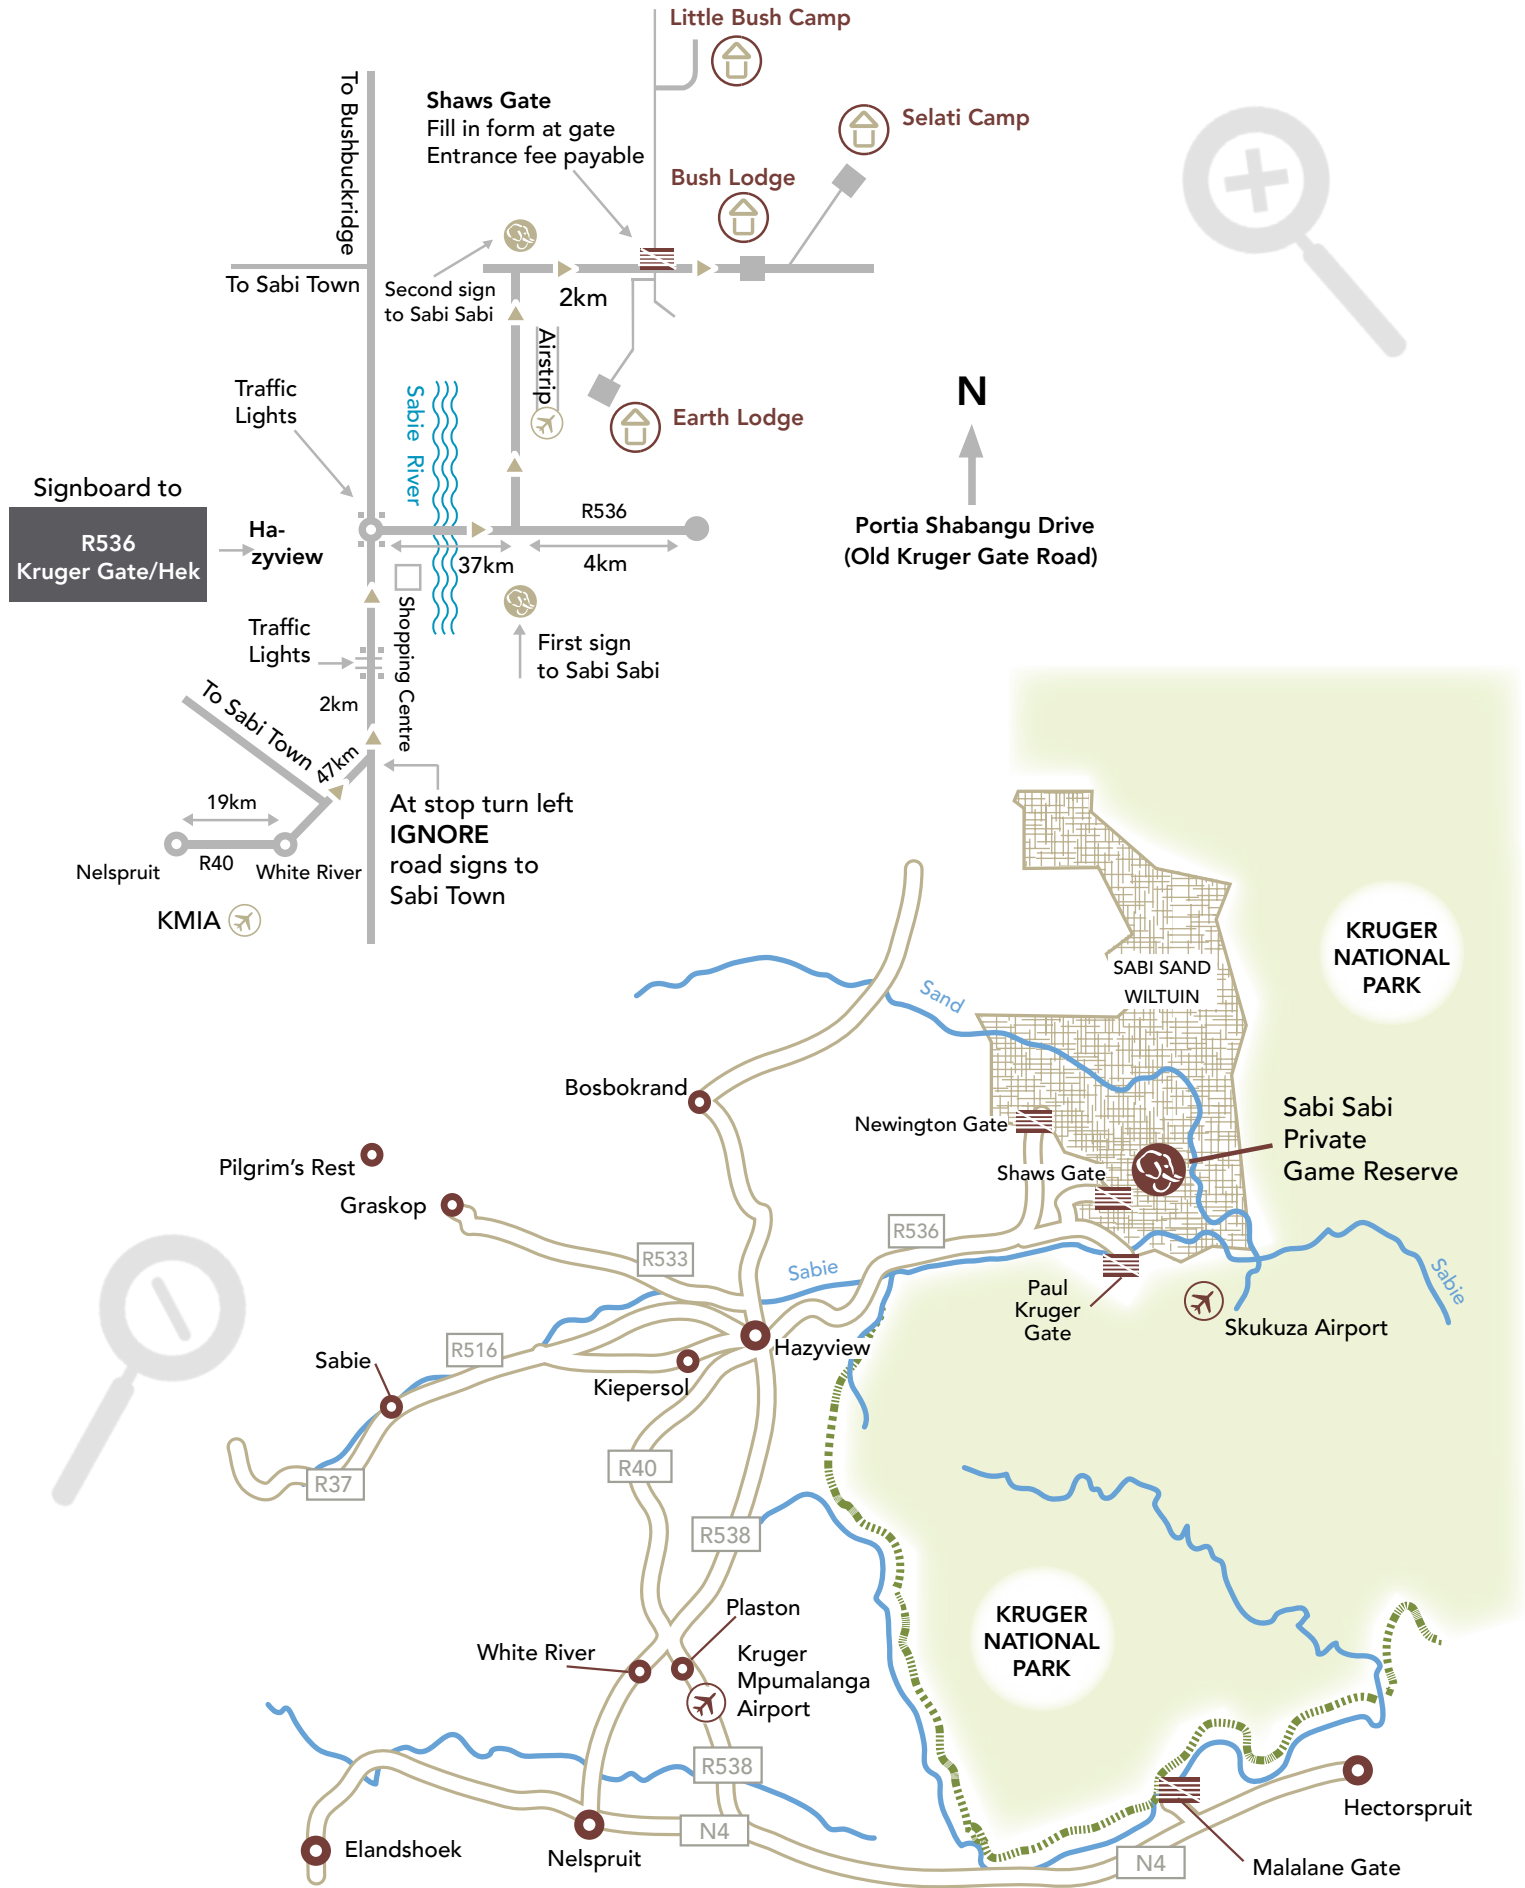 Little Bush Camp
To Bushbuckridge
Shaws Gate
Fill in form at gate
Entrance fee payable
Selati Camp
Bush Lodge
To Sabi Town
Second sign
to Sabi Sabi
2km
Airstrip
Traffic
Lights
Sabie River
Earth Lodge
N
Signboard to
R536
Kruger Gate/Hek
Ha-
zyview
R536
37km
4km
Portia Shabangu Drive
(Old Kruger Gate Road)
Shopping Centre
Traffic
Lights
First sign
to Sabi Sabi
2km
To Sabi Town
47km
19km
R40
Nelspruit
White River
KMIA
At stop turn left
IGNORE
road signs to
Sabi Town
KRUGER
NATIONAL
PARK
SABI SAND
WILTUIN
Sand
Bosbokrand
Newington Gate
Sabi Sabi
Private
Game Reserve
Pilgrim's Rest
Shaws Gate
Graskop
R536
R533
Sabie
Sabie
Paul
Kruger
Gate
Skukuza Airport
R516
Hazyview
Sabie
Kiepersol
R40
R37
R538
Plaston
KRUGER
NATIONAL
PARK
White River
Kruger
Mpumalanga
Airport
R538
Hectorspruit
N4
Elandshoek
Nelspruit
N4
Malalane Gate